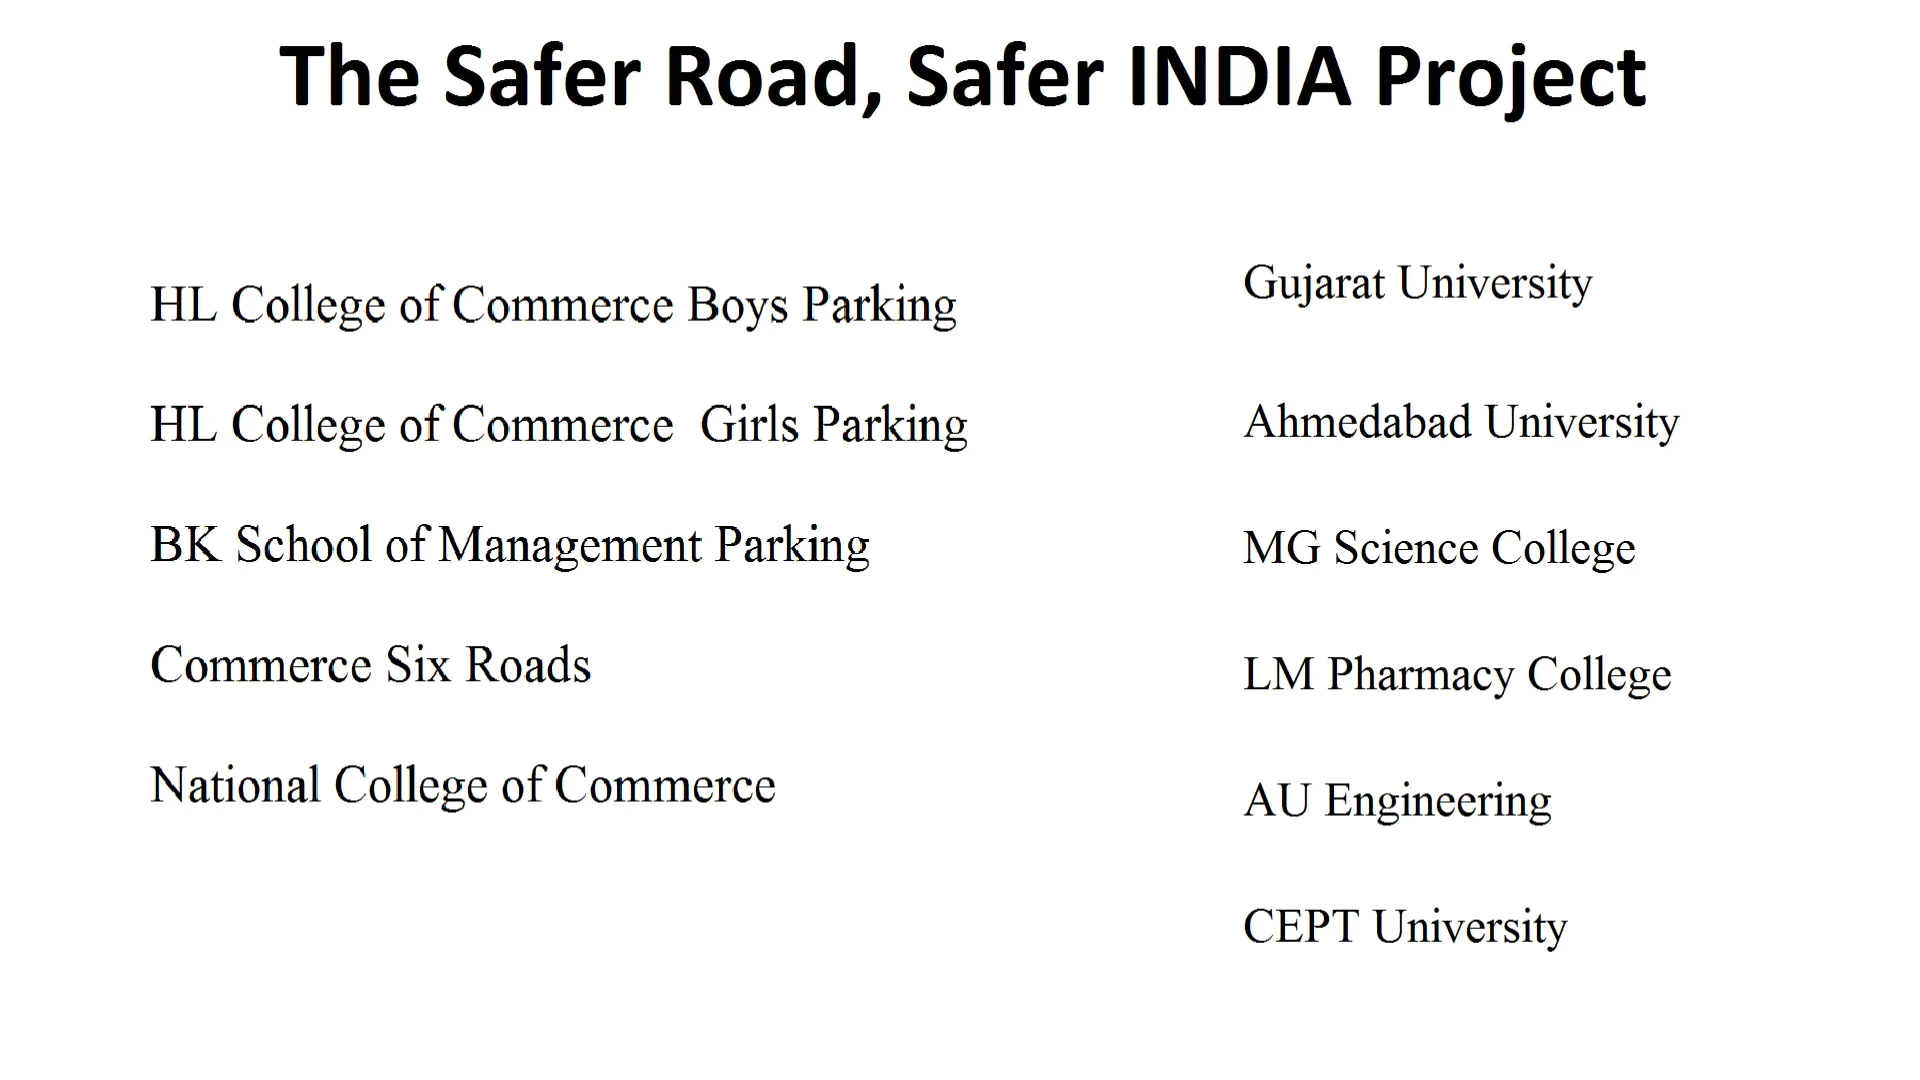 The Safer Road, Safer INDIA Project
HL College of Commerce Boys Parking
HL College of Commerce  Girls Parking
BK School of Management Parking
Commerce Six Roads
National College of Commerce
Gujarat University
Ahmedabad University
MG Science College
LM Pharmacy College
AU Engineering
CEPT University